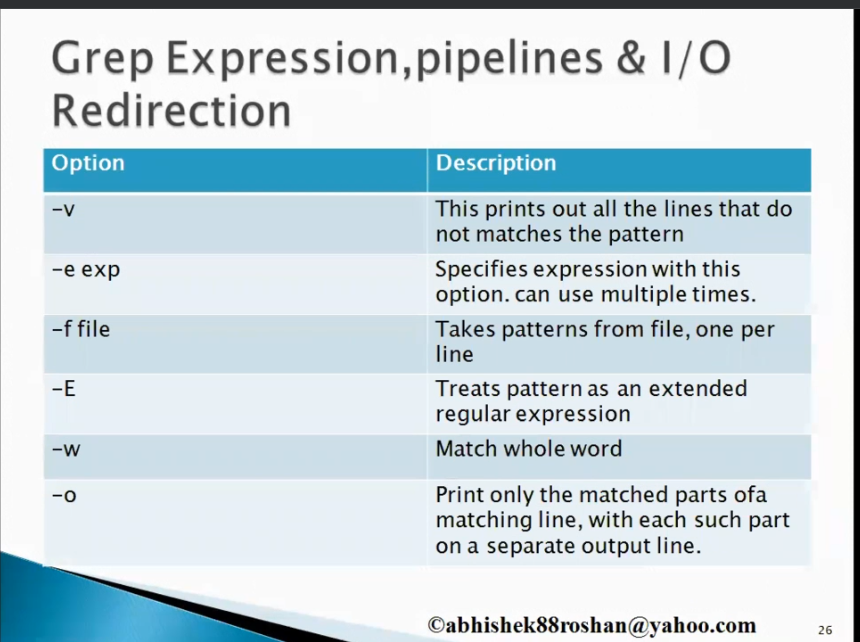 Grep Expression,pipelines & I/O
Redirection
Option Description
-v This prints out all the lines that do
not matches the pattern
-e exp Specifies expression with this
option. can use multiple times.
-f file Takes patterns from file, one per
line
-E Treats pattern as an extended
regular expression
-w Match whole word
-o Print only the matched parts ofa
matching line, with each such part
on a separate output line.
©abhishek88roshan@yahoo.com
26